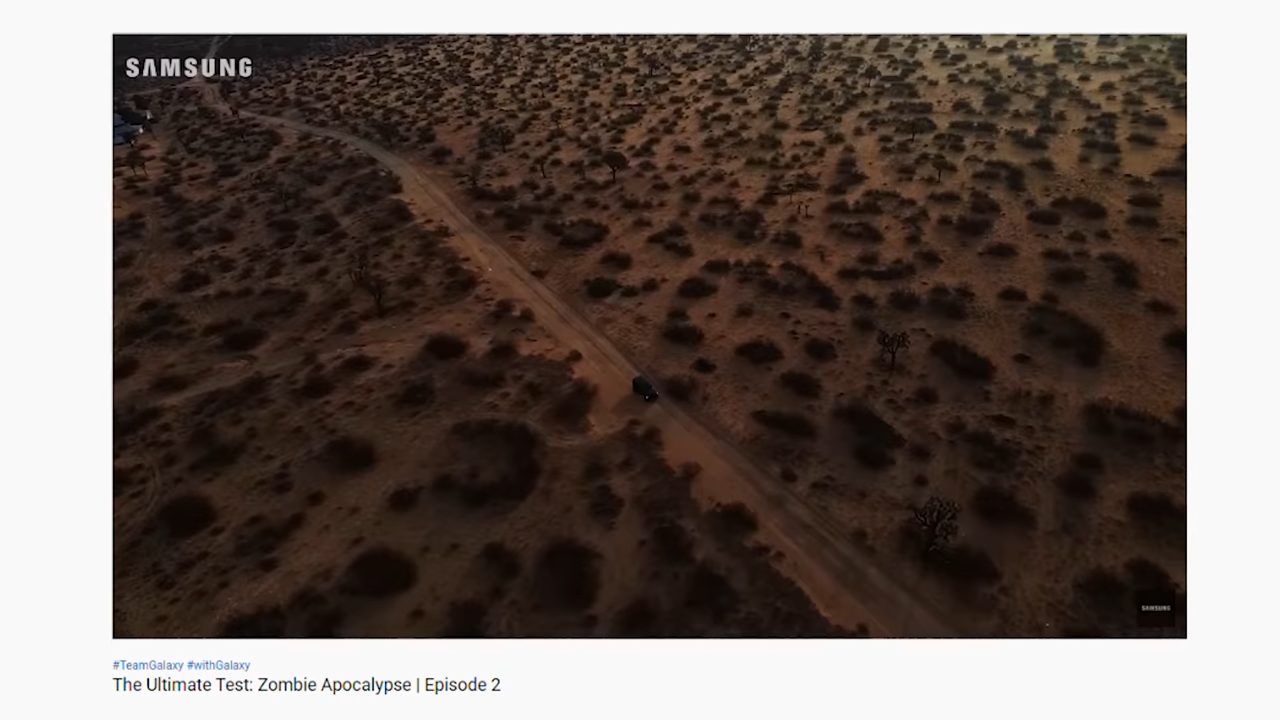 SAMSUNG
SAMSUNG
#TeamGalaxy #withGalaxy
The Ultimate Test: Zombie Apocalypse | Episode 2